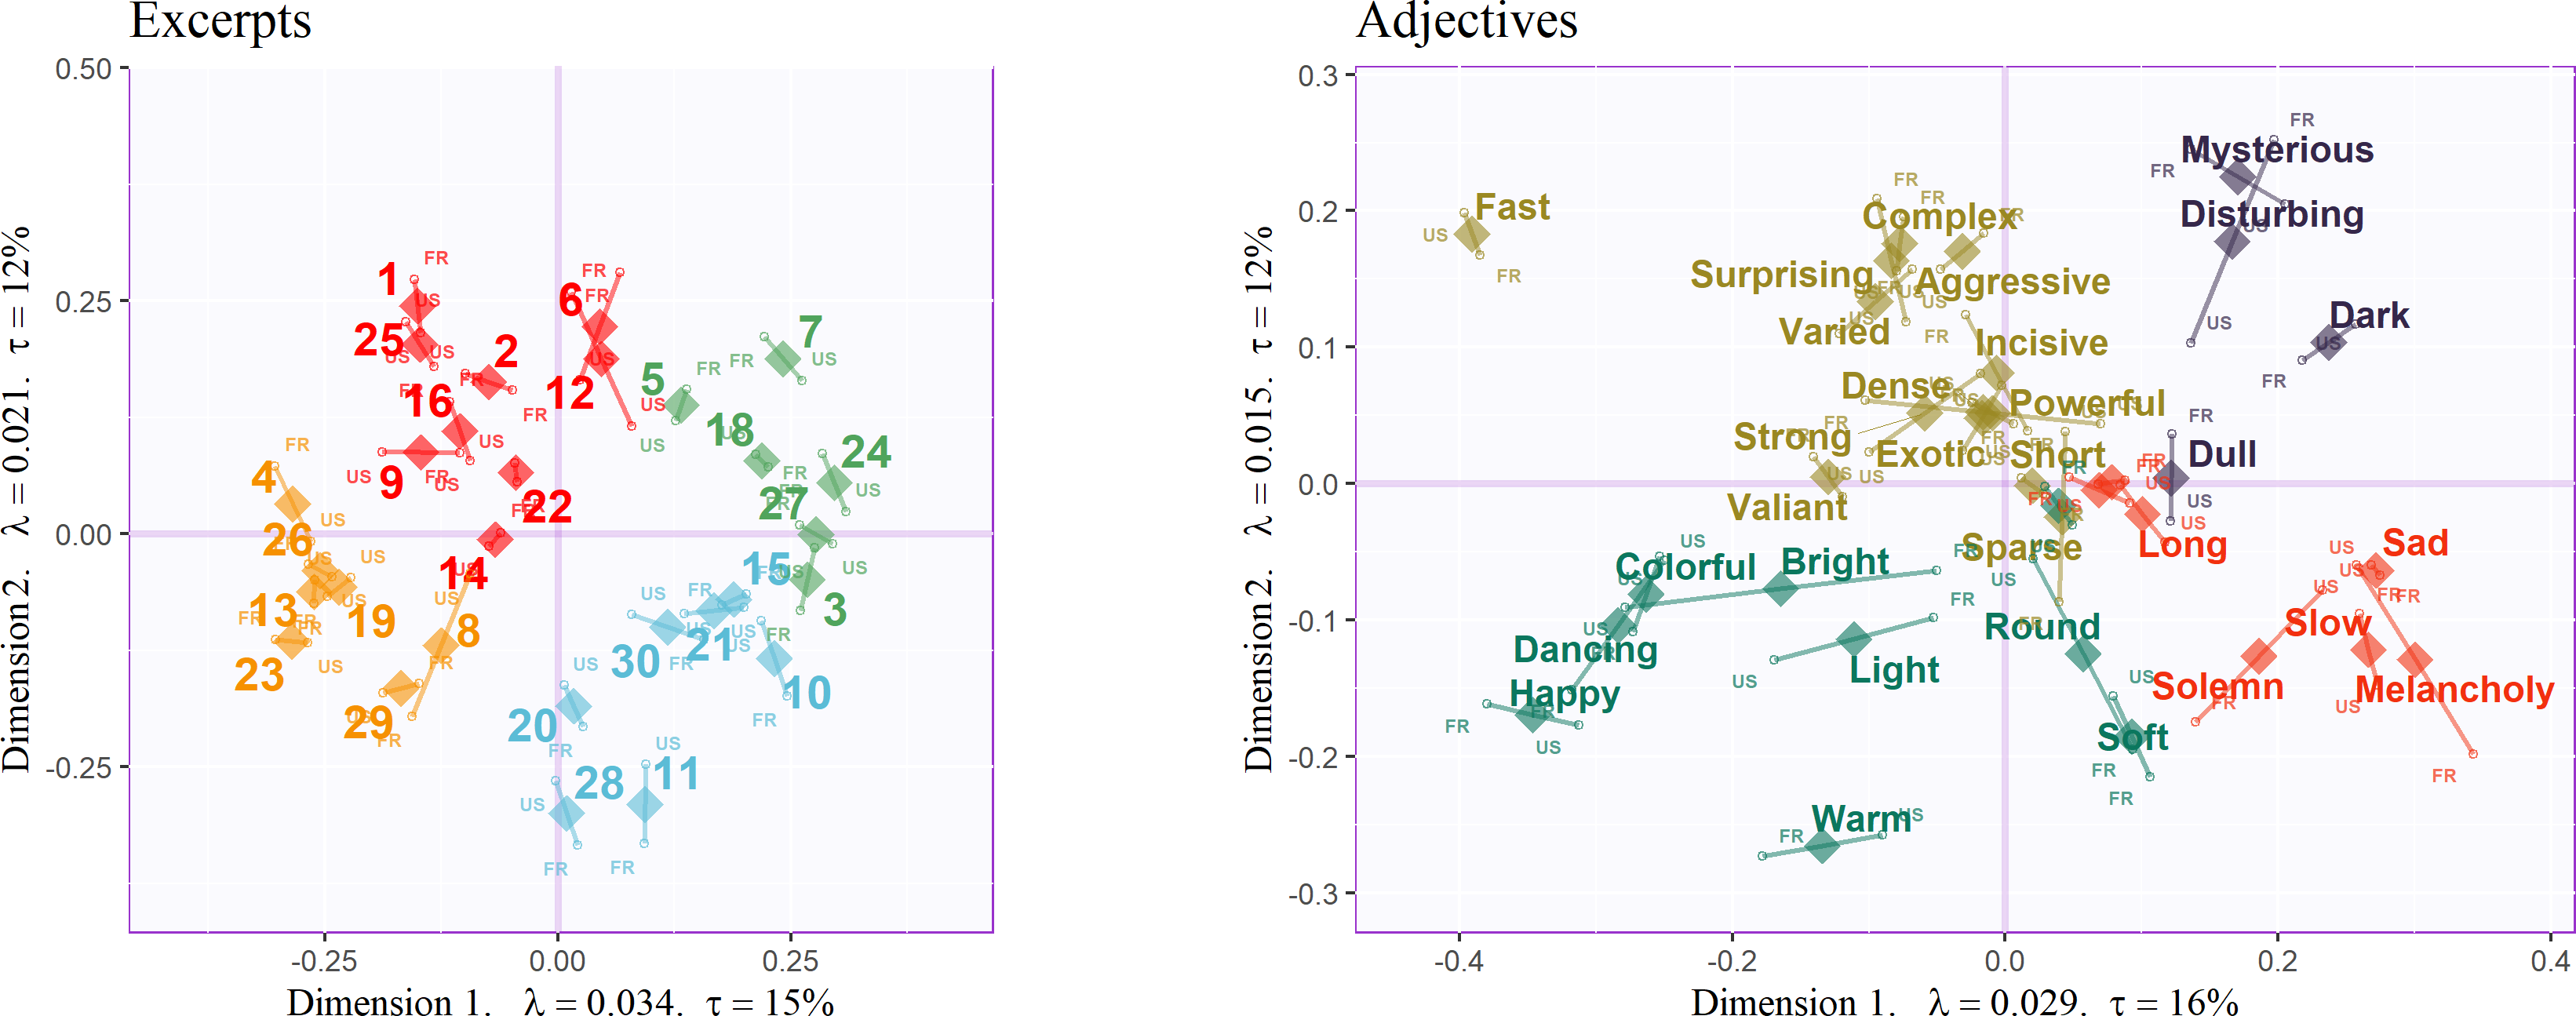 Excerpts
Dimension 2. λ = 0.021. τ = 12%
0.50
0.25
0.00
-0.25
-0.25
0.00
0.25
Dimension 1. λ = 0.034. τ = 15%
1
25
2
16
9
22
14
6
12
7
5
18
24
27
3
4
26
13
19
23
8
29
15
30
21
10
20
28
11
FR
US
Adjectives
Dimension 2. λ = 0.015. τ = 12%
0.3
0.2
0.1
0.0
-0.1
-0.2
-0.3
-0.4
-0.2
0.0
0.2
0.4
Dimension 1. λ = 0.029. τ = 16%
Fast
Complex
Mysterious
Disturbing
Surprising
Aggressive
Varied
Incisive
Dark
Dense
Powerful
Strong
Exotic
Short
Dull
Valiant
Sparse
Long
Sad
Colorful
Bright
Round
Slow
Dancing
Light
Solemn
Melancholy
Happy
Soft
Warm
FR
US